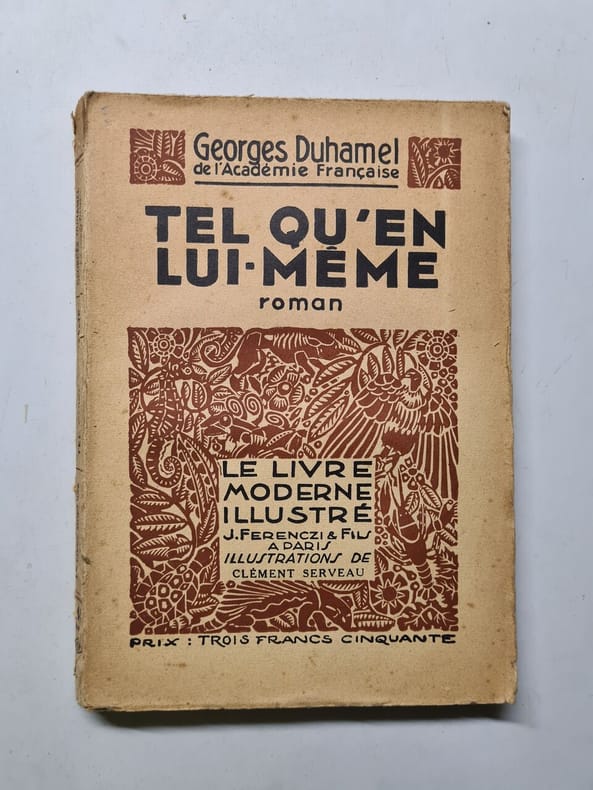 Georges Duhamel
de l'Académie Française
TEL QU'EN
LUI-MÊME
roman
LE LIVRE
MODERNE
ILLUSTRÉ
J. FERENCZI & FILS
A PARIS
ILLUSTRATIONS DE
CLÉMENT SERVEAU
PRIX : TROIS FRANCS CINQUANTE